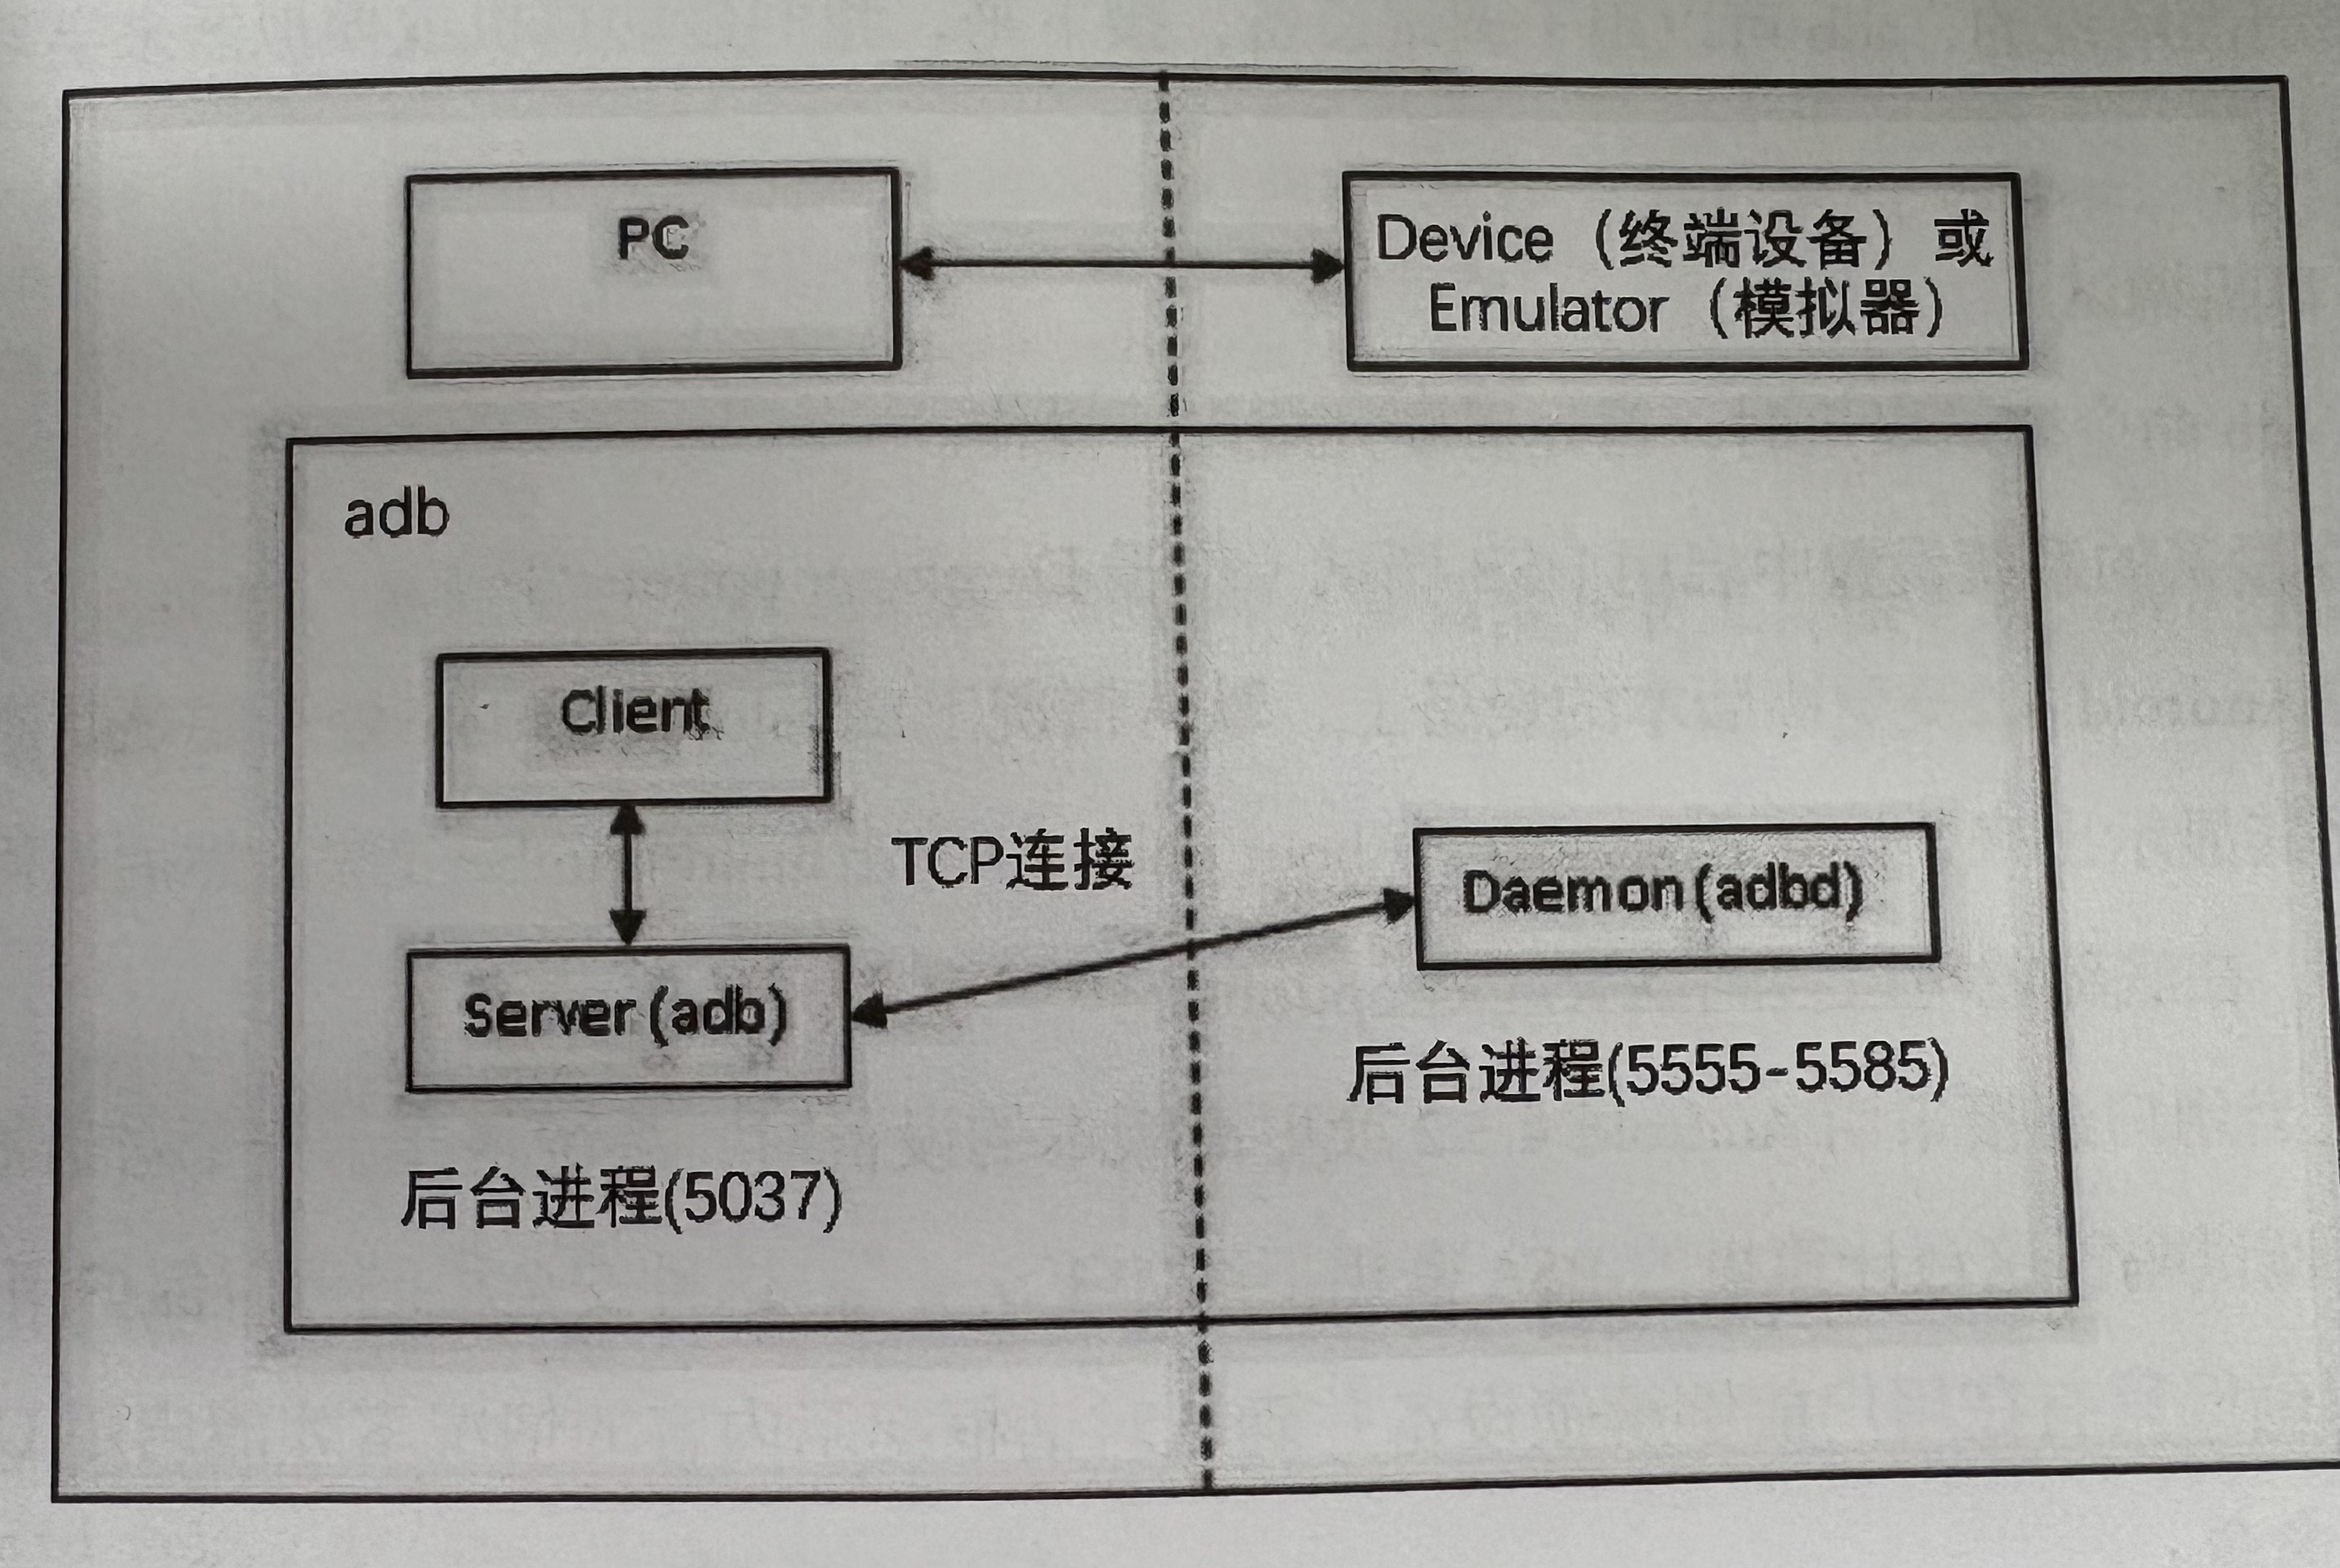 PC
Device（终端设备）或
Emulator（模拟器）
adb
Client
TCP连接
Daemon(adbd)
Server(adb)
后台进程(5555-5585)
后台进程(5037)